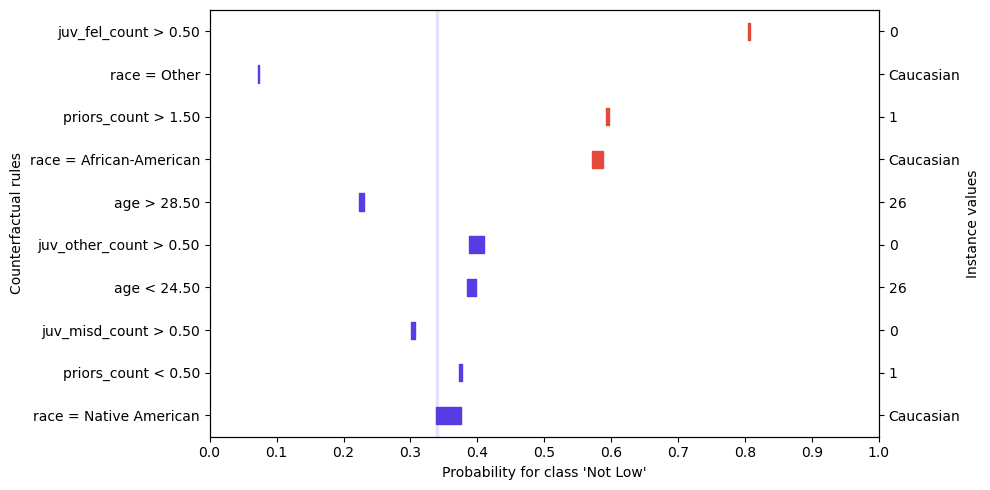 juv_fel_count > 0.50 0
race = Other Caucasian
priors_count > 1.50 1
race = African-American Caucasian
age > 28.50 26
juv_other_count > 0.50 0
age < 24.50 26
juv_misd_count > 0.50 0
priors_count < 0.50 1
race = Native American Caucasian
Counterfactual rules
Instance values
0.0 0.1 0.2 0.3 0.4 0.5 0.6 0.7 0.8 0.9 1.0
Probability for class 'Not Low'